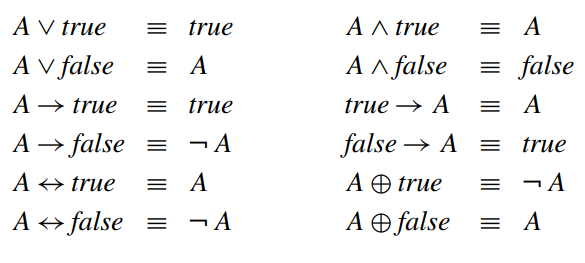 A ∨ true ≡ true A ∧ true ≡ A
A ∨ false ≡ A A ∧ false ≡ false
A → true ≡ true true → A ≡ A
A → false ≡ ¬ A false → A ≡ true
A ↔ true ≡ A A ⊕ true ≡ ¬ A
A ↔ false ≡ ¬ A A ⊕ false ≡ A